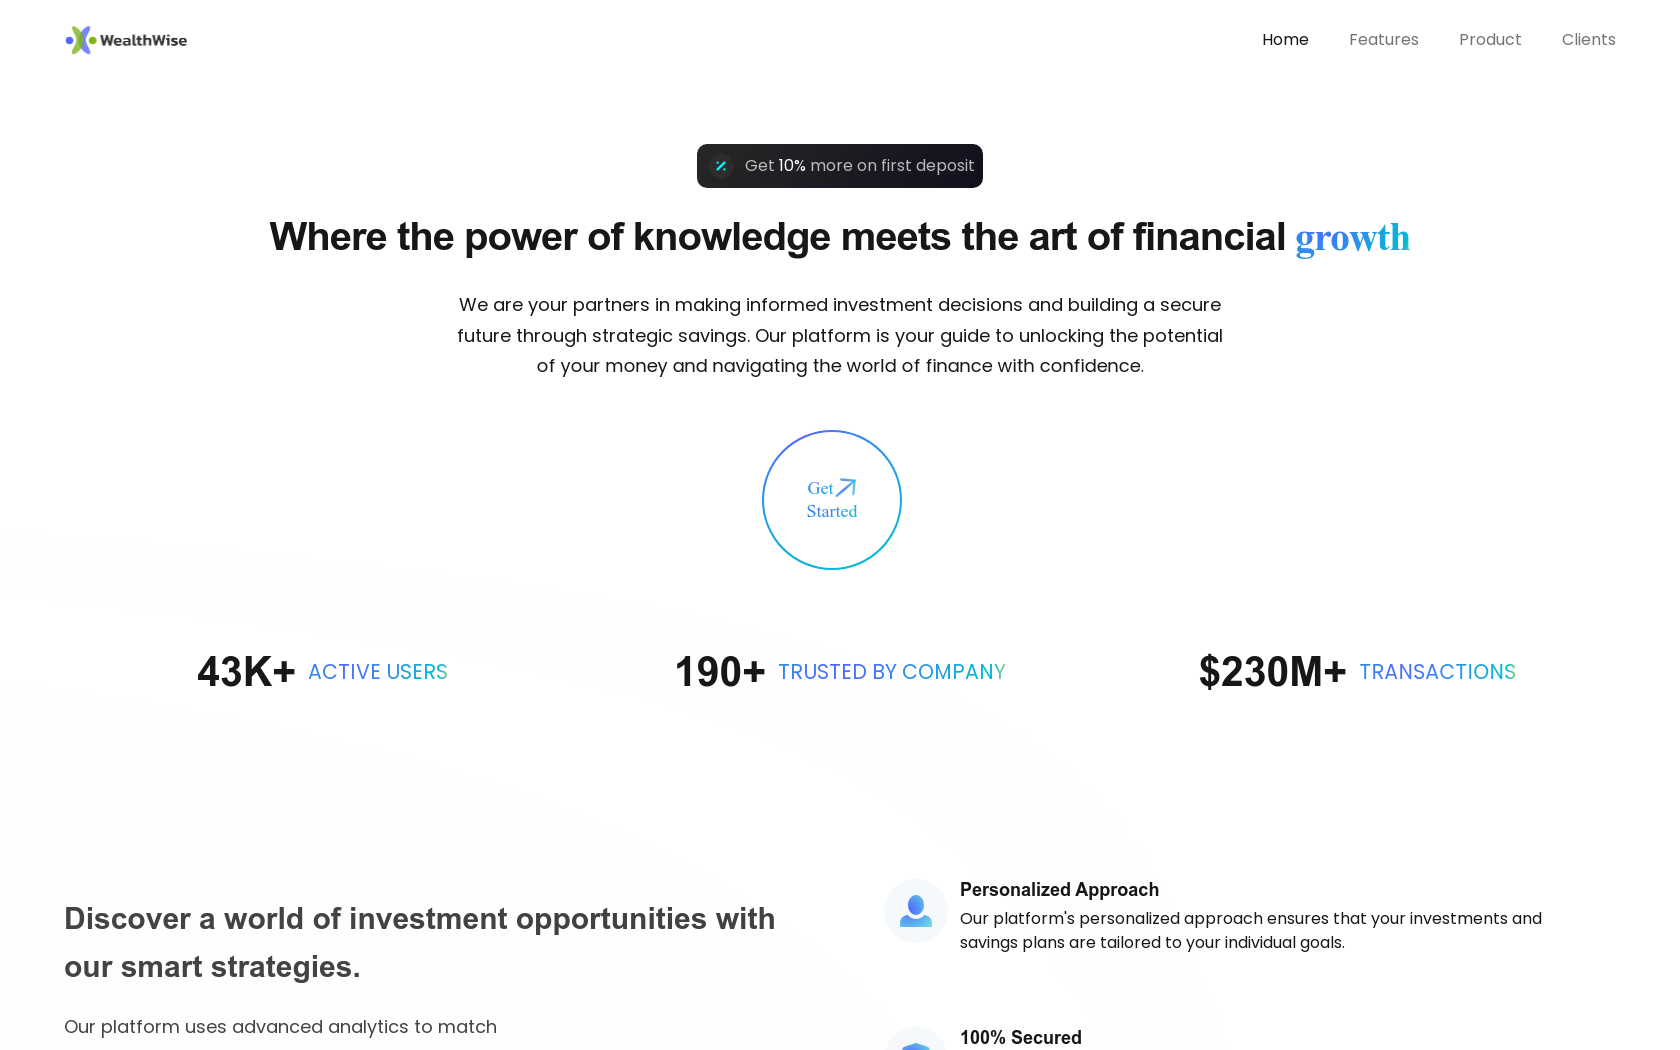 WealthWise
Home Features Product Clients
Get 10% more on first deposit
Where the power of knowledge meets the art of financial growth
We are your partners in making informed investment decisions and building a secure
future through strategic savings. Our platform is your guide to unlocking the potential
of your money and navigating the world of finance with confidence.
Get
Started
43K+ ACTIVE USERS
190+ TRUSTED BY COMPANY
$230M+ TRANSACTIONS
Discover a world of investment opportunities with
our smart strategies.
Our platform uses advanced analytics to match
Personalized Approach
Our platform's personalized approach ensures that your investments and
savings plans are tailored to your individual goals.
100% Secured